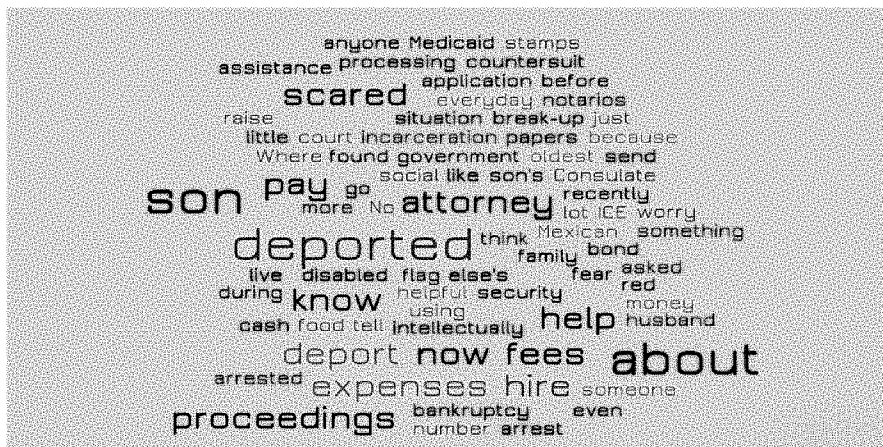 anyone Medicaid stamps
assistance processing countersuit
application before
scared everyday notarios
raise situation break-up just
little court incarceration papers because
Where found government oldest send
social like son's Consulate
son pay go attorney recently
more No lot ICE worry
deported think Mexican something
family bond
live disabled flag else's fear asked
during know helpful security red
using money
cash food tell intellectually help husband
deport now fees about
arrested expenses hire someone
proceedings bankruptcy even
number arrest